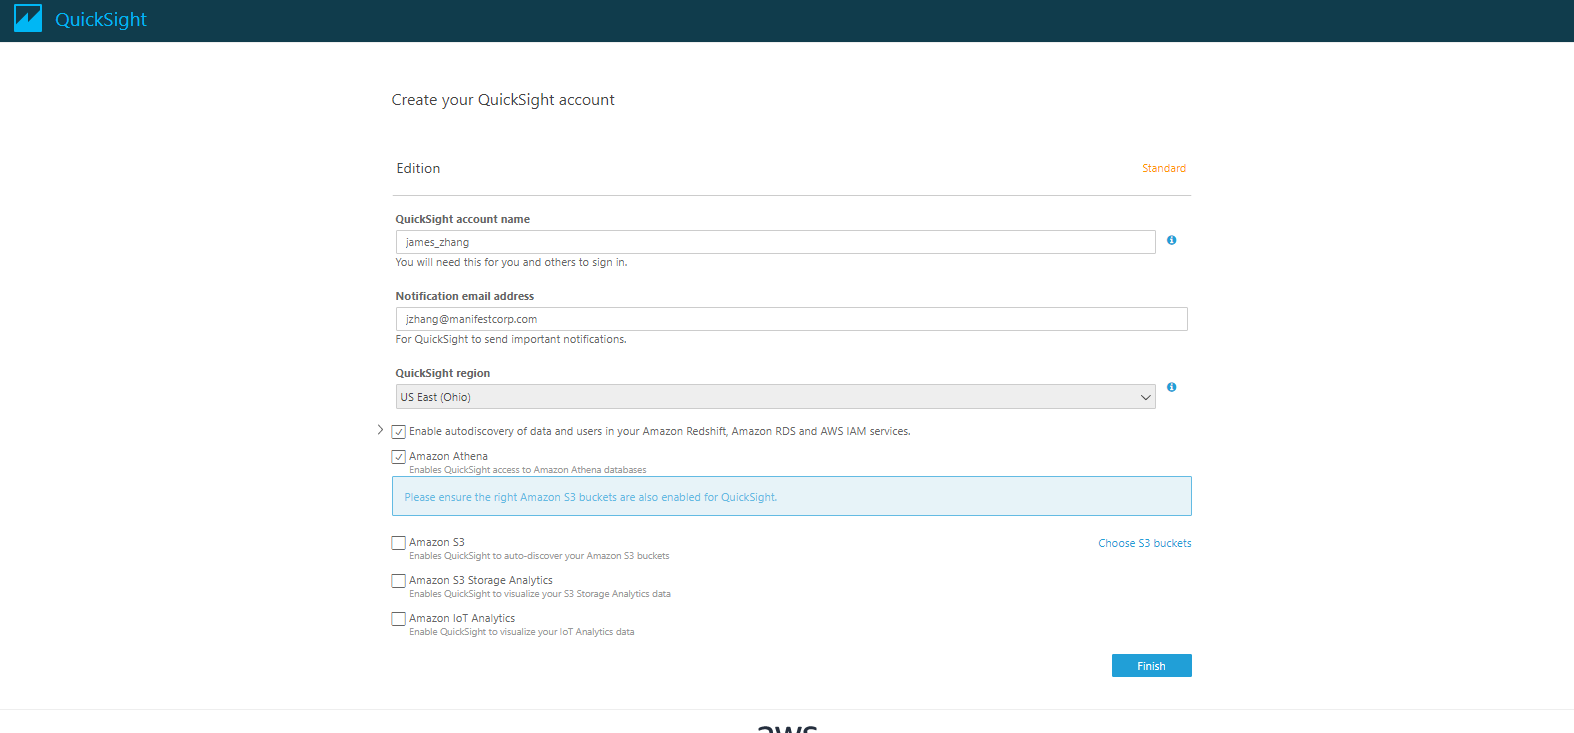 QuickSight
Create your QuickSight account
Edition
Standard
QuickSight account name
james_zhang
You will need this for you and others to sign in.
Notification email address
jzhang@manifestcorp.com
For QuickSight to send important notifications.
QuickSight region
US East (Ohio)
Enable autodiscovery of data and users in your Amazon Redshift, Amazon RDS and AWS IAM services.
Amazon Athena
Enables QuickSight access to Amazon Athena databases
Please ensure the right Amazon S3 buckets are also enabled for QuickSight.
Amazon S3
Choose S3 buckets
Enables QuickSight to auto-discover your Amazon S3 buckets
Amazon S3 Storage Analytics
Enables QuickSight to visualize your S3 Storage Analytics data
Amazon IoT Analytics
Enable QuickSight to visualize your IoT Analytics data
Finish
aws